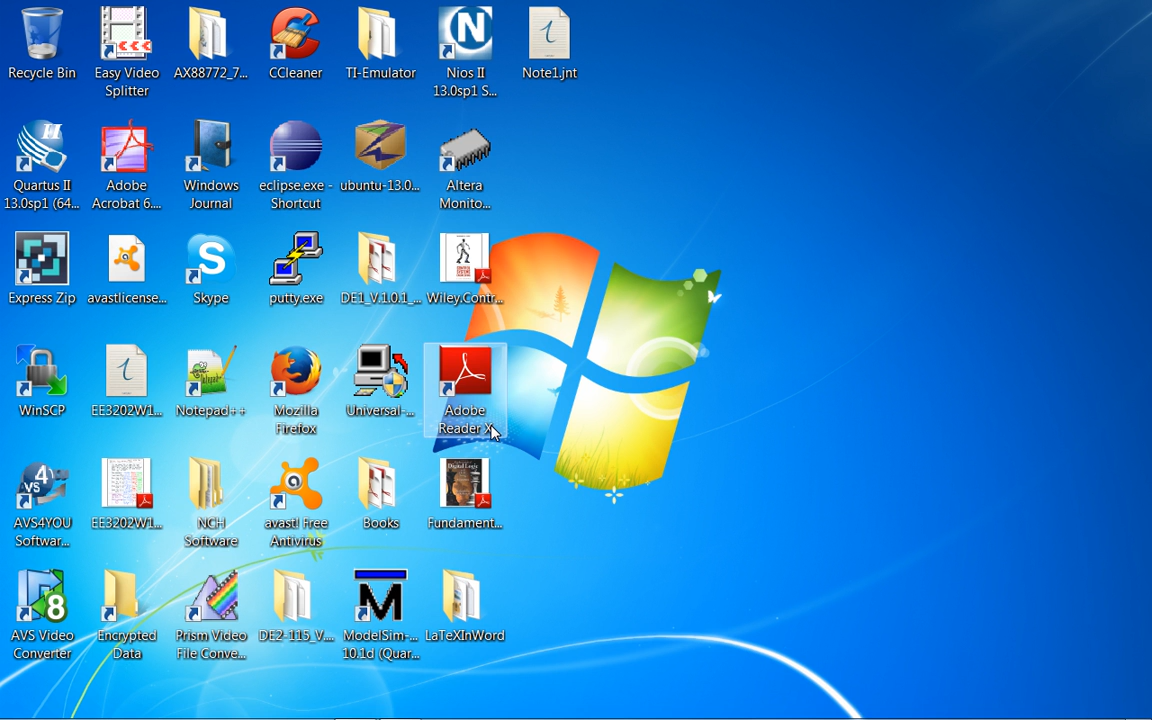 Recycle Bin
Easy Video
Splitter
AX88772_7...
CCleaner
TI-Emulator
Nios II
13.0sp1 S...
Note1.jnt
Quartus II
13.0sp1 (64...
Adobe
Acrobat 6....
Windows
Journal
eclipse.exe -
Shortcut
ubuntu-13.0...
Altera
Monito...
Express Zip
avastlicense...
Skype
putty.exe
DE1_V.1.0.1_...
Wiley.Contr...
WinSCP
EE3202W1...
Notepad++
Mozilla
Firefox
Universal-...
Adobe
Reader X
AVS4YOU
Softwar...
EE3202W1...
NCH
Software
avast! Free
Antivirus
Books
Fundament...
AVS Video
Converter
Encrypted
Data
Prism Video
File Conve...
DE2-115_V....
ModelSim-...
10.1d (Quar...
LaTeXInWord